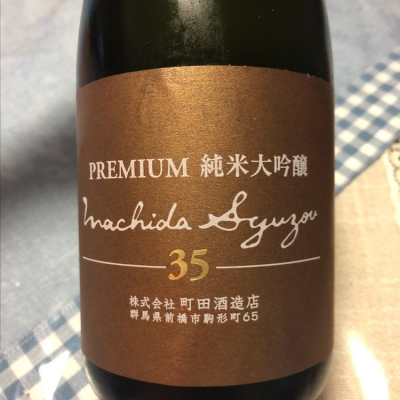 PREMIUM 純米大吟醸
Machida Syuzou
35
株式会社 町田酒造店
群馬県前橋市駒形町65